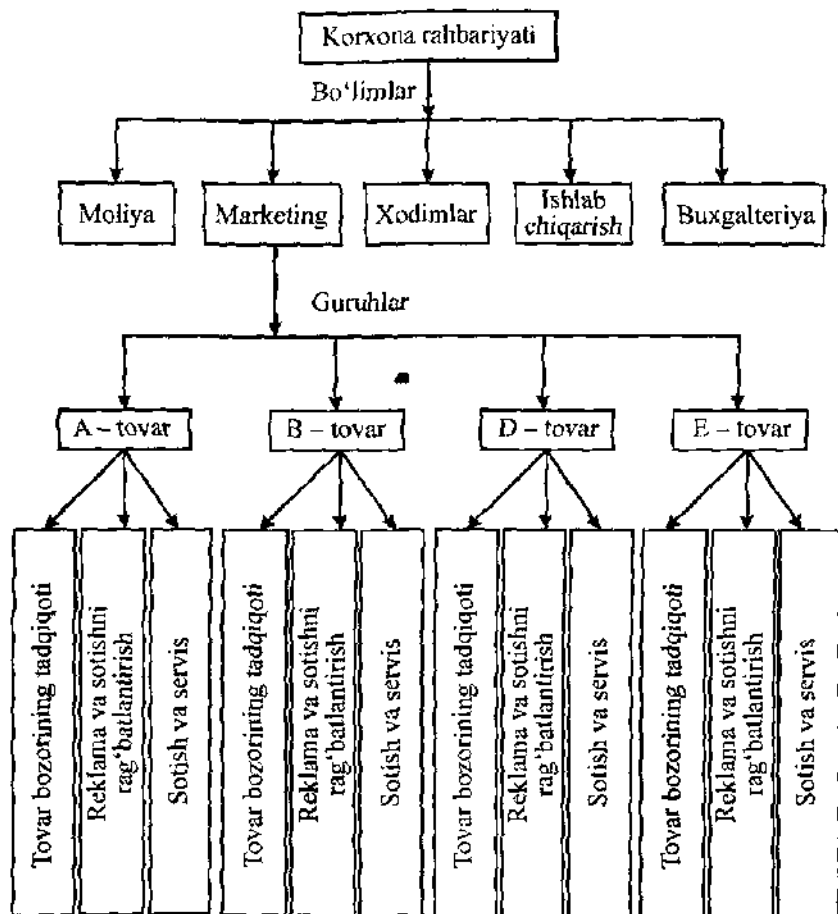 Korxona rahbariyati
Bo‘limlar
Moliya
Marketing
Xodimlar
Ishlab
chiqarish
Buxgalteriya
Guruhlar
A – tovar
B – tovar
D – tovar
E – tovar
Tovar bozorining tadqiqoti
Reklama va sotishni
rag‘batlantirish
Sotish va servis
Tovar bozorining tadqiqoti
Reklama va sotishni
rag‘batlantirish
Sotish va servis
Tovar bozorining tadqiqoti
Reklama va sotishni
rag‘batlantirish
Sotish va servis
Tovar bozorining tadqiqoti
Reklama va sotishni
rag‘batlantirish
Sotish va servis